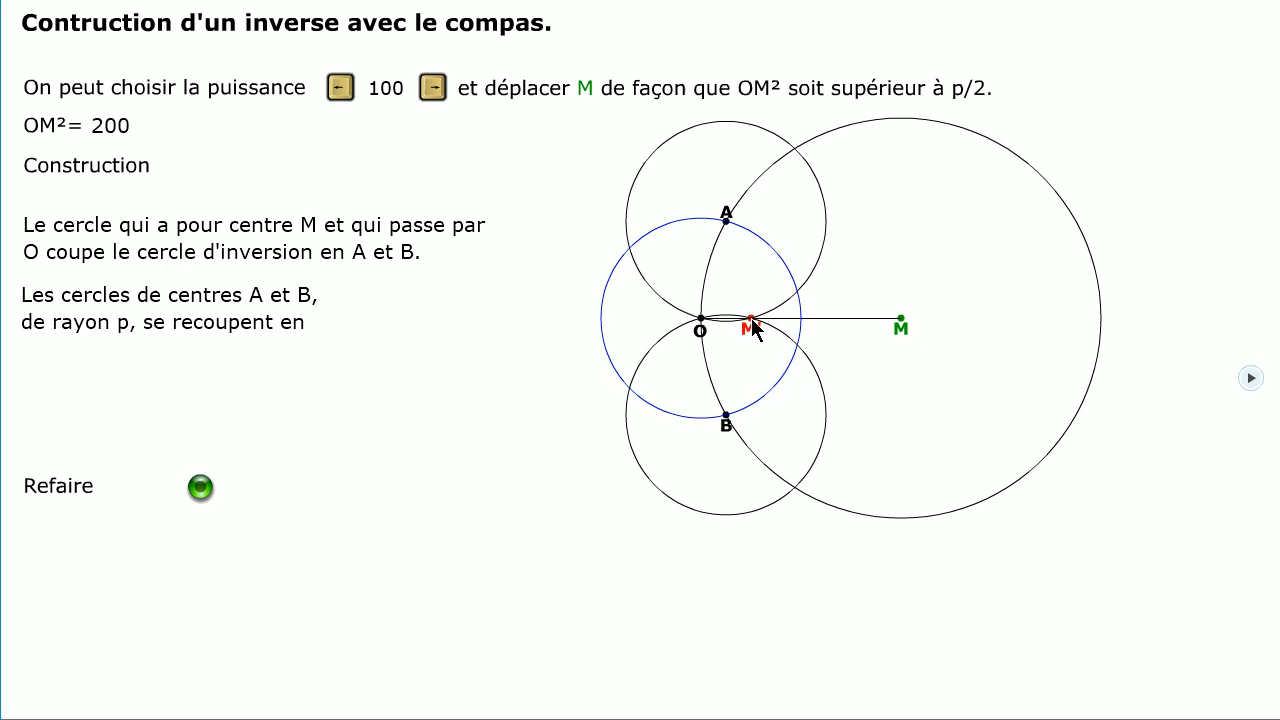 Contruction d'un inverse avec le compas.
On peut choisir la puissance ← 100 → et déplacer M de façon que OM² soit supérieur à p/2.
OM²= 200
Construction
Le cercle qui a pour centre M et qui passe par
O coupe le cercle d'inversion en A et B.
Les cercles de centres A et B,
de rayon p, se recoupent en
A
O
M
M
B
Refaire